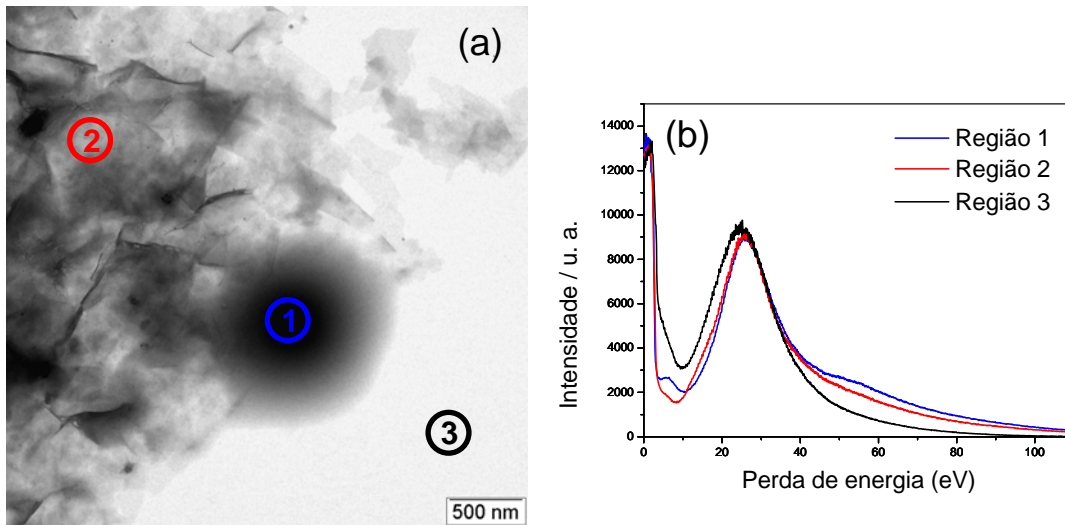 (a)
2
1
3
500 nm
(b)
Região 1
Região 2
Região 3
Intensidade / u. a.
14000
12000
10000
8000
6000
4000
2000
0
0 20 40 60 80 100
Perda de energia (eV)